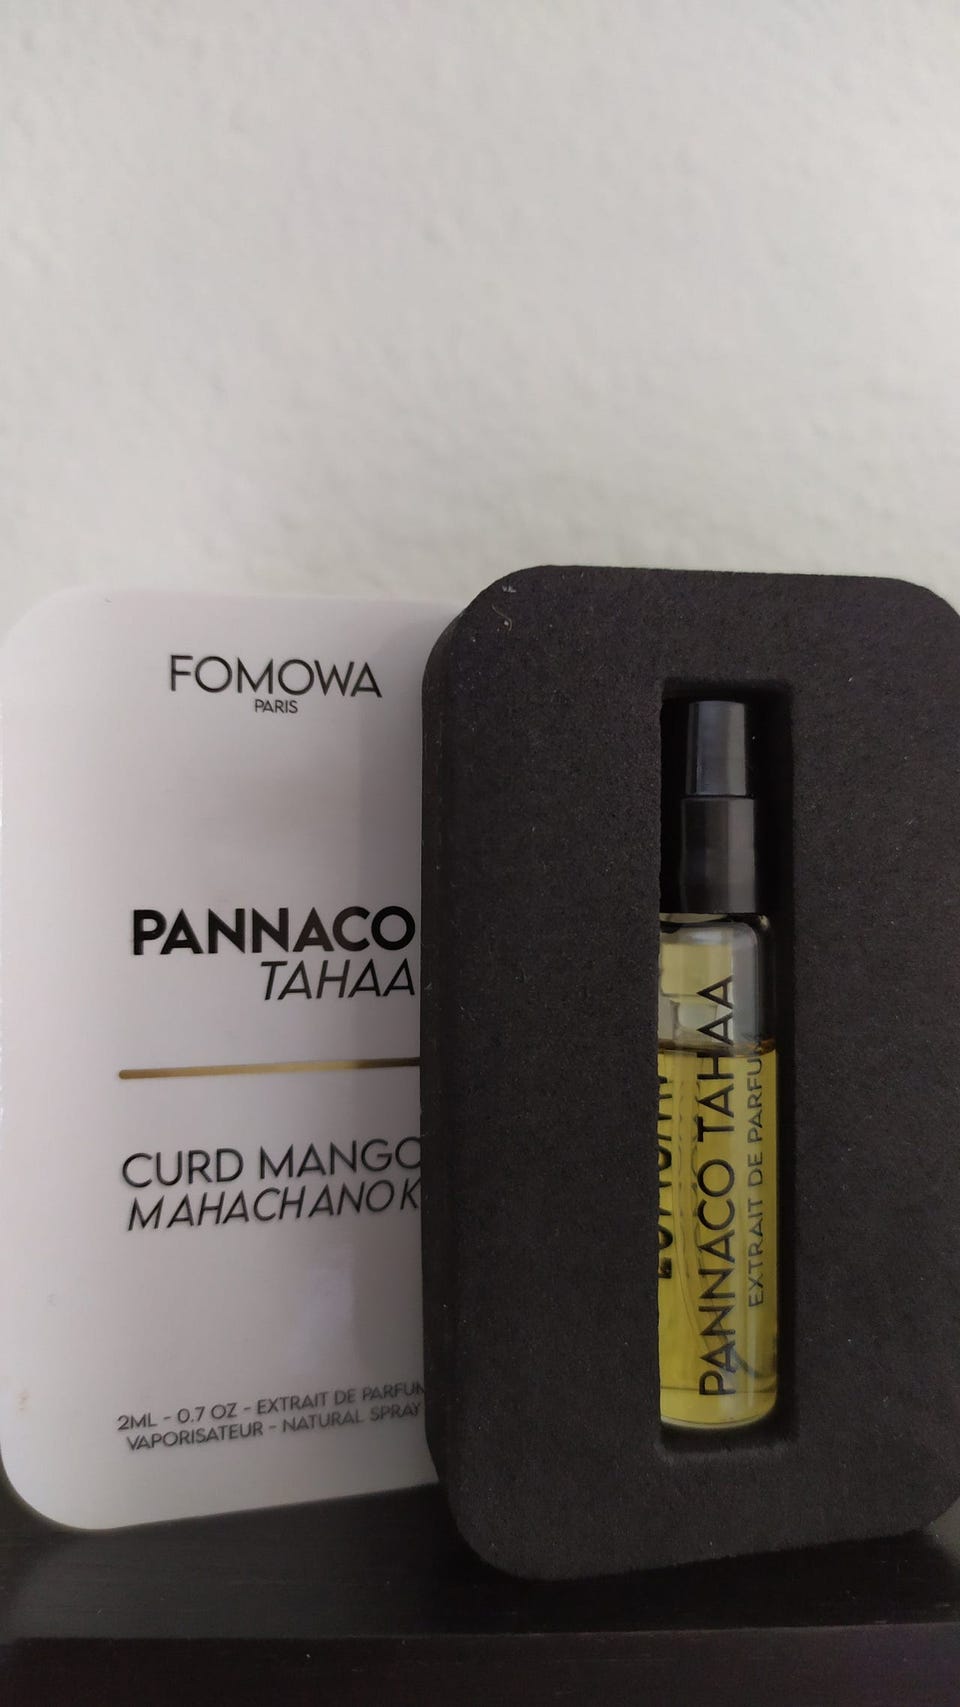 FOMOWA
PARIS
PANNACO
TAHAA
CURD MANGO
MAHACHANOK
2ML - 0.7 OZ - EXTRAIT DE PARFUM
VAPORISATEUR - NATURAL SPRAY
PANNACO TAHAA
EXTRAIT DE PARFUM